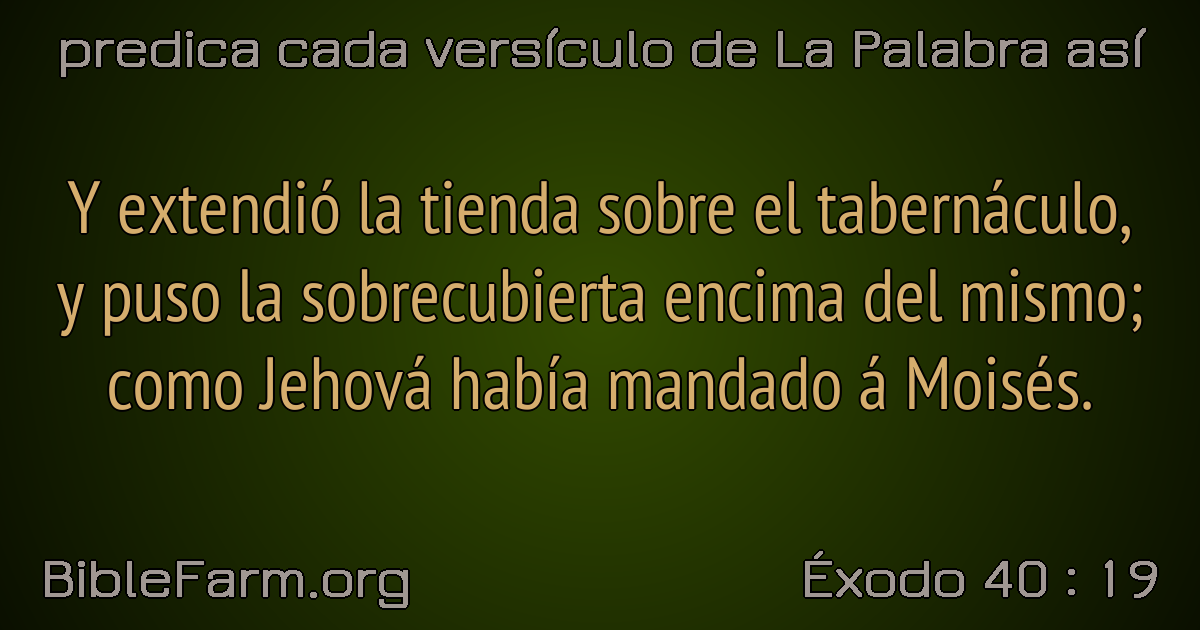 predica cada versículo de La Palabra así
Y extendió la tienda sobre el tabernáculo,
y puso la sobrecubierta encima del mismo;
como Jehová había mandado á Moisés.
BibleFarm.org
Éxodo 40 : 19